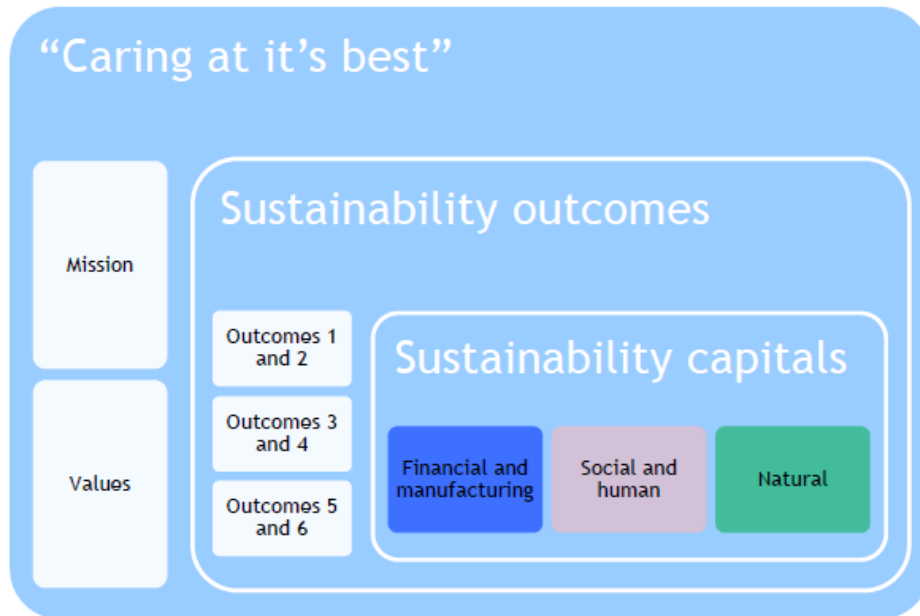 “Caring at it’s best”
Mission
Values
Sustainability outcomes
Outcomes 1
and 2
Outcomes 3
and 4
Outcomes 5
and 6
Sustainability capitals
Financial and
manufacturing
Social and
human
Natural